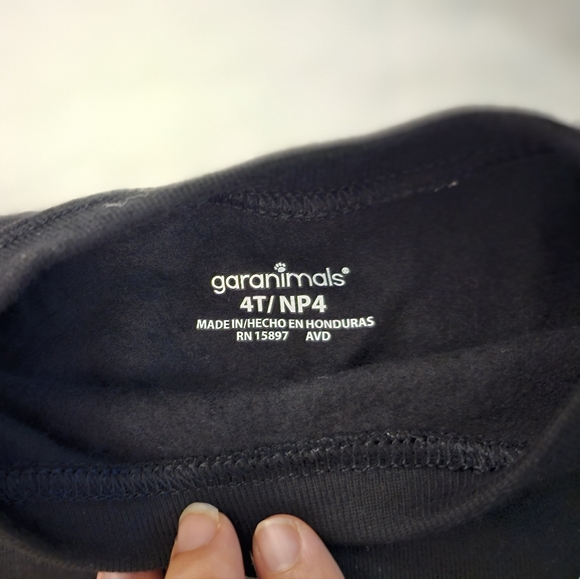 garanimals®
4T/ NP4
MADE IN/HECHO EN HONDURAS
RN 15897 AVD